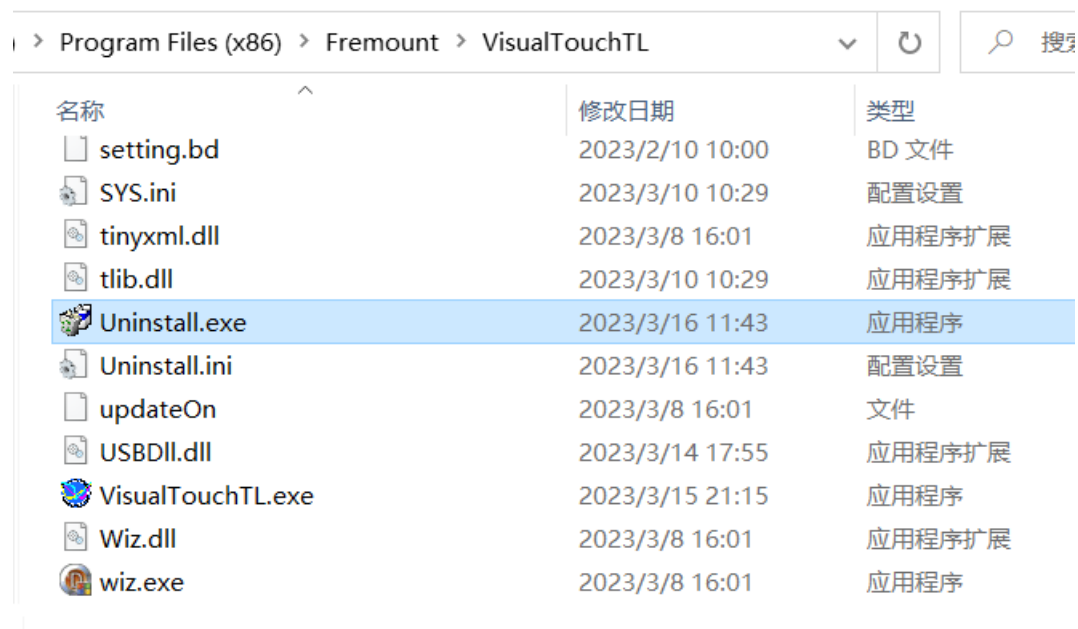 Program Files (x86) > Fremount > VisualTouchTL 搜索
名称 修改日期 类型
setting.bd 2023/2/10 10:00 BD 文件
SYS.ini 2023/3/10 10:29 配置设置
tinyxml.dll 2023/3/8 16:01 应用程序扩展
tlib.dll 2023/3/10 10:29 应用程序扩展
Uninstall.exe 2023/3/16 11:43 应用程序
Uninstall.ini 2023/3/16 11:43 配置设置
updateOn 2023/3/8 16:01 文件
USBDll.dll 2023/3/14 17:55 应用程序扩展
VisualTouchTL.exe 2023/3/15 21:15 应用程序
Wiz.dll 2023/3/8 16:01 应用程序扩展
wiz.exe 2023/3/8 16:01 应用程序